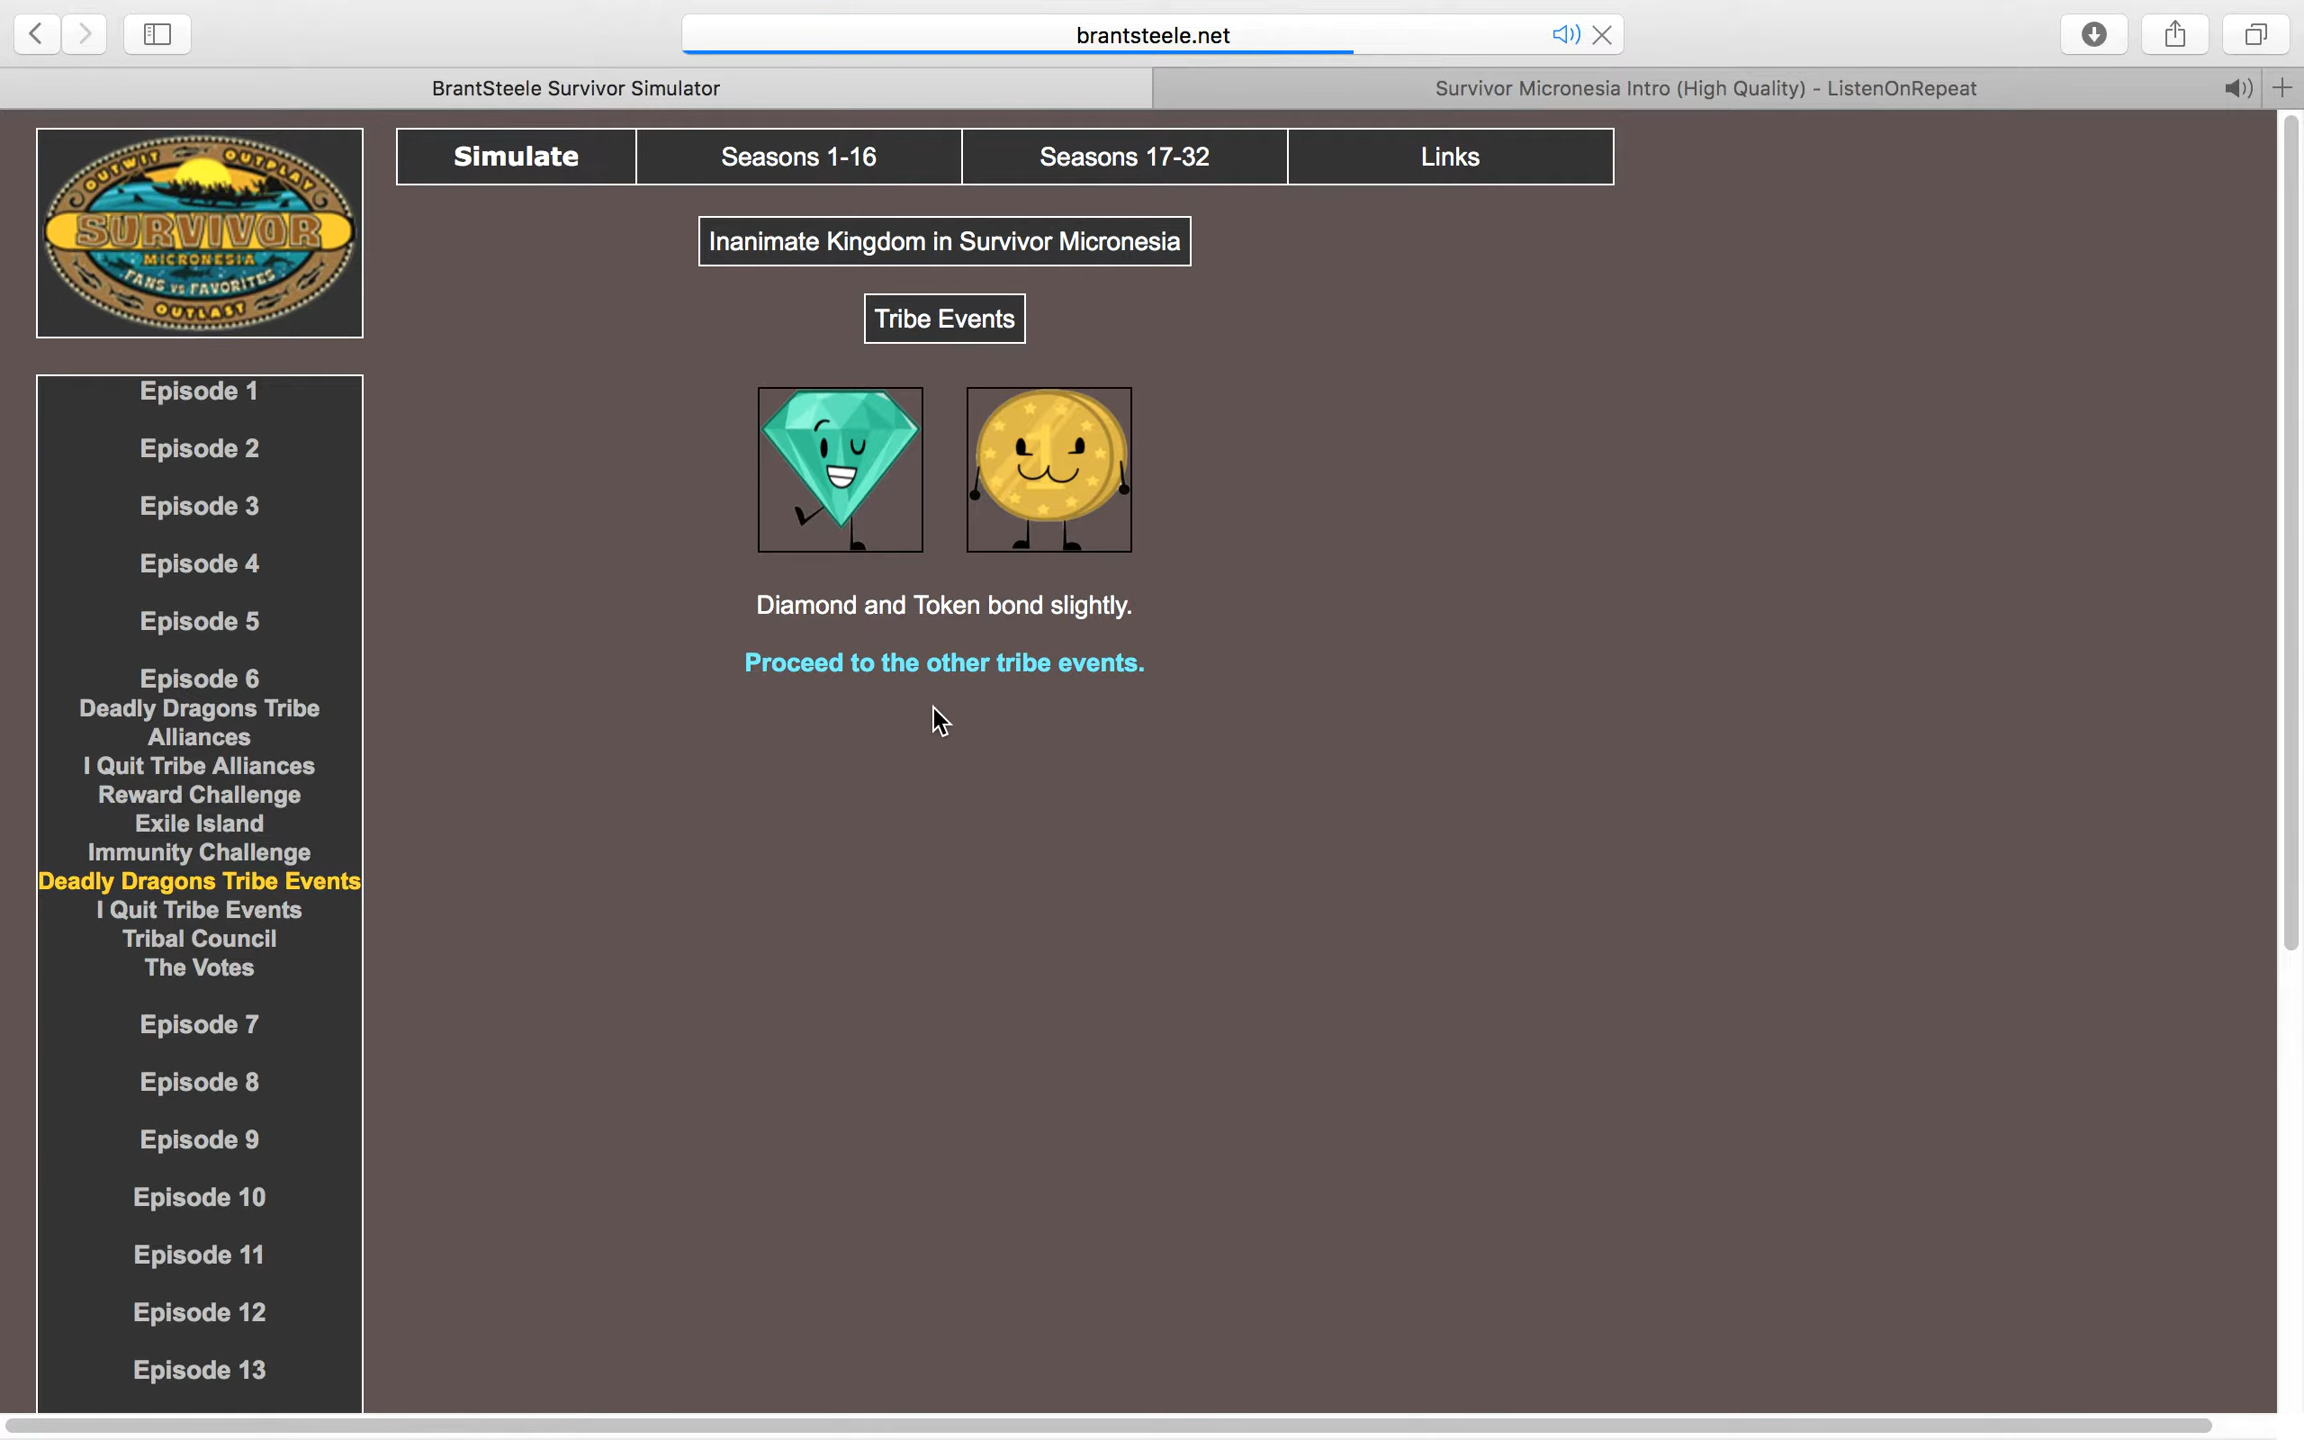 brantsteele.net
BrantSteele Survivor Simulator
Survivor Micronesia Intro (High Quality) - ListenOnRepeat
OUTWIT OUTPLAY
SURVIVOR
MICRONESIA
FANS VS FAVORITES
OUTLAST
Simulate
Seasons 1-16
Seasons 17-32
Links
Inanimate Kingdom in Survivor Micronesia
Tribe Events
1
Diamond and Token bond slightly.
Proceed to the other tribe events.
Episode 1
Episode 2
Episode 3
Episode 4
Episode 5
Episode 6
Deadly Dragons Tribe
Alliances
I Quit Tribe Alliances
Reward Challenge
Exile Island
Immunity Challenge
Deadly Dragons Tribe Events
I Quit Tribe Events
Tribal Council
The Votes
Episode 7
Episode 8
Episode 9
Episode 10
Episode 11
Episode 12
Episode 13